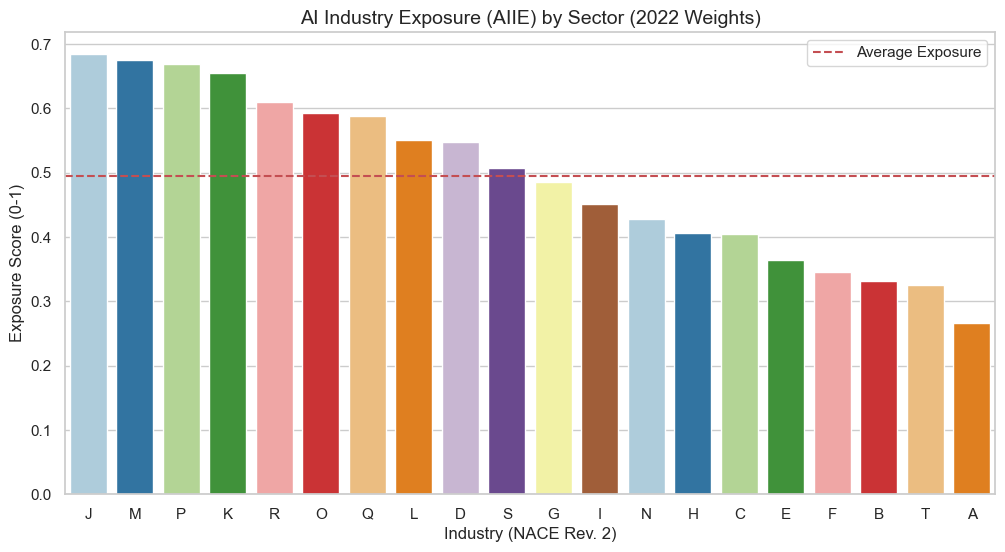 AI Industry Exposure (AIIE) by Sector (2022 Weights)
Average Exposure
Exposure Score (0-1)
0.7
0.6
0.5
0.4
0.3
0.2
0.1
0.0
J M P K R O Q L D S G I N H C E F B T A
Industry (NACE Rev. 2)